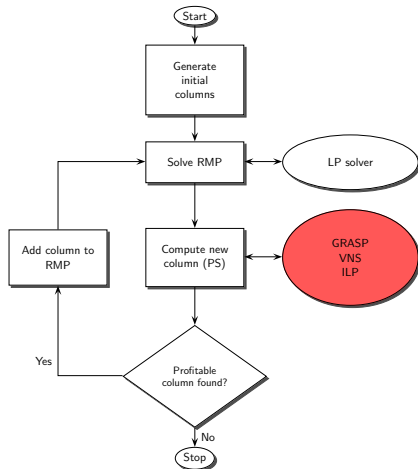 Start
Generate
initial
columns
Solve RMP
LP solver
Add column to
RMP
Compute new
column (PS)
GRASP
VNS
ILP
Profitable
column found?
Yes
No
Stop